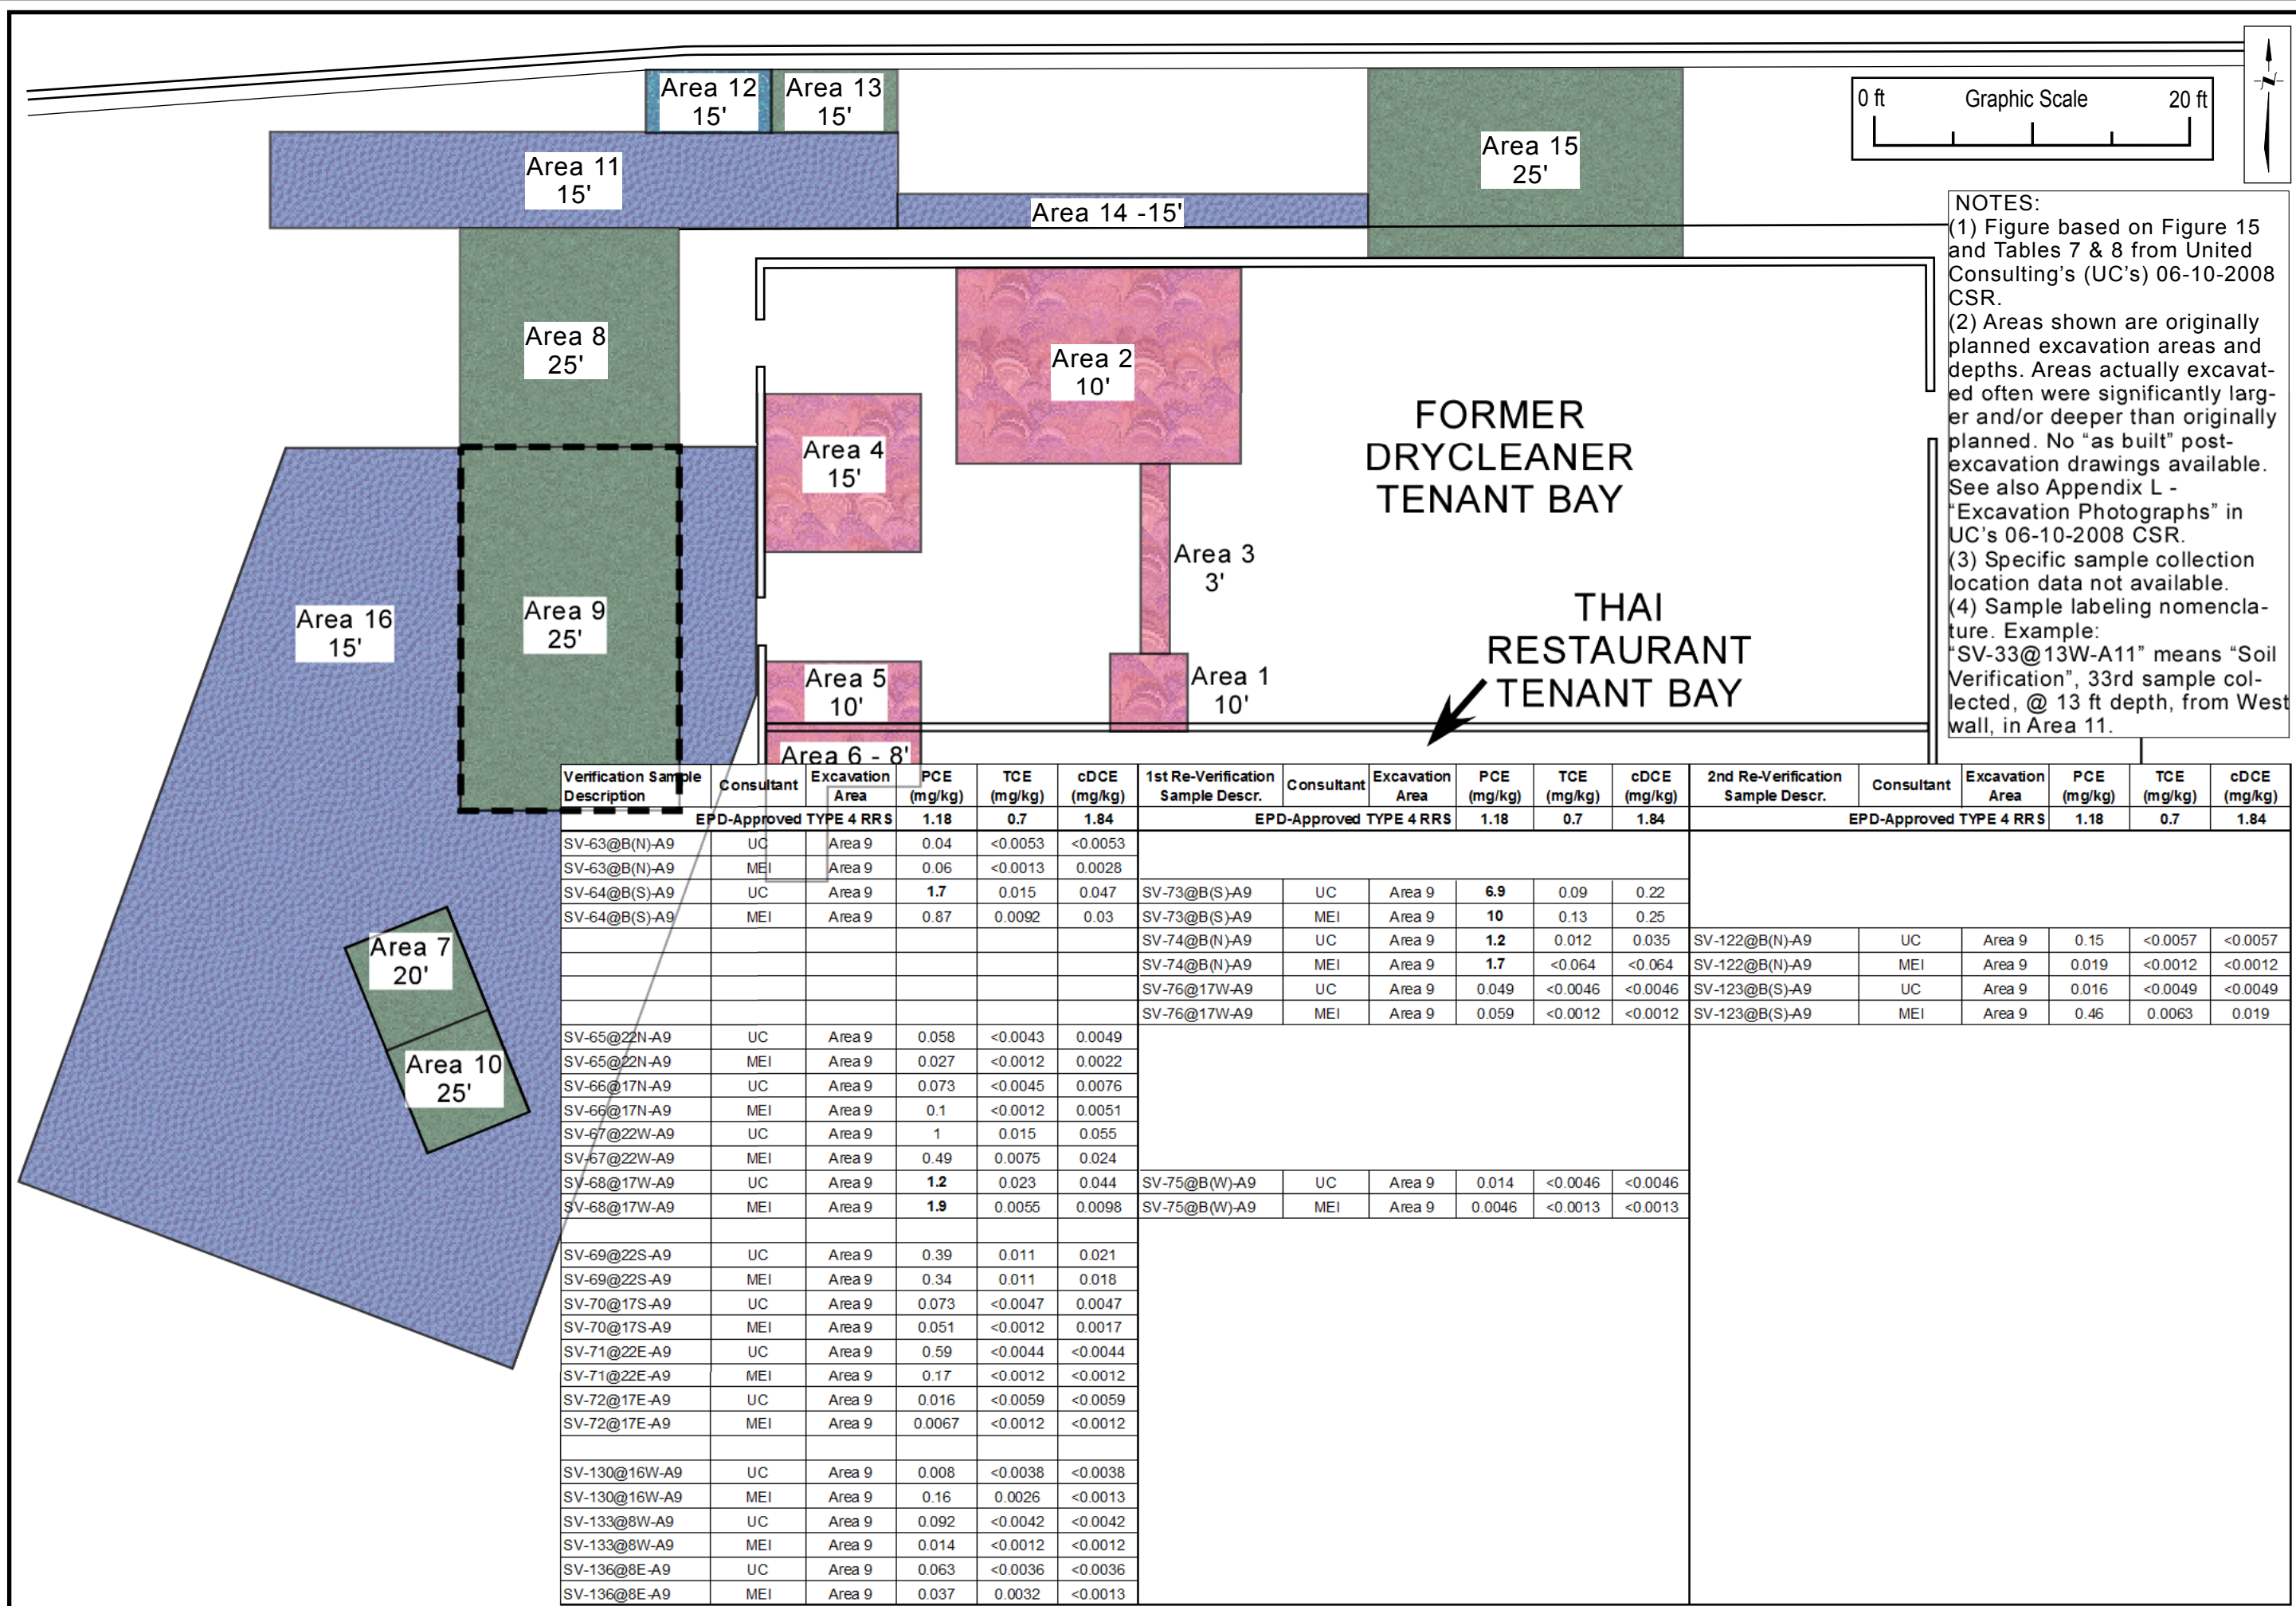 Area 12
15'
Area 13
15'
Area 15
25'
0 ft Graphic Scale 20 ft
N
Area 11
15'
Area 14 -15'
NOTES:
(1) Figure based on Figure 15
and Tables 7 & 8 from United
Consulting's (UC's) 06-10-2008
CSR.
(2) Areas shown are originally
planned excavation areas and
depths. Areas actually excavat-
ed often were significantly larg-
er and/or deeper than originally
planned. No “as built” post-
excavation drawings available.
See also Appendix L -
“Excavation Photographs” in
UC's 06-10-2008 CSR.
(3) Specific sample collection
location data not available.
(4) Sample labeling nomencla-
ture. Example:
“SV-33@13W-A11” means “Soil
Verification”, 33rd sample col-
lected, @ 13 ft depth, from West
wall, in Area 11.
Area 8
25'
Area 2
10'
Area 4
15'
FORMER
DRYCLEANER
TENANT BAY
Area 3
3'
Area 16
15'
Area 9
25'
THAI
RESTAURANT
TENANT BAY
Area 5
10'
Area 1
10'
Area 6 - 8'
Area 7
20'
Area 10
25'
Verification Sample Description Consultant Excavation Area PCE (mg/kg) TCE (mg/kg) cDCE (mg/kg) 1st Re-Verification Sample Descr. Consultant Excavation Area PCE (mg/kg) TCE (mg/kg) cDCE (mg/kg) 2nd Re-Verification Sample Descr. Consultant Excavation Area PCE (mg/kg) TCE (mg/kg) cDCE (mg/kg)
EPD-Approved TYPE 4 RRS 1.18 0.7 1.84 EPD-Approved TYPE 4 RRS 1.18 0.7 1.84 EPD-Approved TYPE 4 RRS 1.18 0.7 1.84
SV-63@B(N)-A9 UC Area 9 0.04 <0.0053 <0.0053
SV-63@B(N)-A9 MEI Area 9 0.06 <0.0013 0.0028
SV-64@B(S)-A9 UC Area 9 1.7 0.015 0.047 SV-73@B(S)-A9 UC Area 9 6.9 0.09 0.22
SV-64@B(S)-A9 MEI Area 9 0.87 0.0092 0.03 SV-73@B(S)-A9 MEI Area 9 10 0.13 0.25
SV-74@B(N)-A9 UC Area 9 1.2 0.012 0.035 SV-122@B(N)-A9 UC Area 9 0.15 <0.0057 <0.0057
SV-74@B(N)-A9 MEI Area 9 1.7 <0.064 <0.064 SV-122@B(N)-A9 MEI Area 9 0.019 <0.0012 <0.0012
SV-76@17W-A9 UC Area 9 0.049 <0.0046 <0.0046 SV-123@B(S)-A9 UC Area 9 0.016 <0.0049 <0.0049
SV-76@17W-A9 MEI Area 9 0.059 <0.0012 <0.0012 SV-123@B(S)-A9 MEI Area 9 0.46 0.0063 0.019
SV-65@22N-A9 UC Area 9 0.058 <0.0043 0.0049
SV-65@22N-A9 MEI Area 9 0.027 <0.0012 0.0022
SV-66@17N-A9 UC Area 9 0.073 <0.0045 0.0076
SV-66@17N-A9 MEI Area 9 0.1 <0.0012 0.0051
SV-67@22W-A9 UC Area 9 1 0.015 0.055
SV-67@22W-A9 MEI Area 9 0.49 0.0075 0.024
SV-68@17W-A9 UC Area 9 1.2 0.023 0.044 SV-75@B(W)-A9 UC Area 9 0.014 <0.0046 <0.0046
SV-68@17W-A9 MEI Area 9 1.9 0.0055 0.0098 SV-75@B(W)-A9 MEI Area 9 0.0046 <0.0013 <0.0013
SV-69@22S-A9 UC Area 9 0.39 0.011 0.021
SV-69@22S-A9 MEI Area 9 0.34 0.011 0.018
SV-70@17S-A9 UC Area 9 0.073 <0.0047 0.0047
SV-70@17S-A9 MEI Area 9 0.051 <0.0012 0.0017
SV-71@22E-A9 UC Area 9 0.59 <0.0044 <0.0044
SV-71@22E-A9 MEI Area 9 0.17 <0.0012 <0.0012
SV-72@17E-A9 UC Area 9 0.016 <0.0059 <0.0059
SV-72@17E-A9 MEI Area 9 0.0067 <0.0012 <0.0012
SV-130@16W-A9 UC Area 9 0.008 <0.0038 <0.0038
SV-130@16W-A9 MEI Area 9 0.16 0.0026 <0.0013
SV-133@8W-A9 UC Area 9 0.092 <0.0042 <0.0042
SV-133@8W-A9 MEI Area 9 0.014 <0.0012 <0.0012
SV-136@8E-A9 UC Area 9 0.063 <0.0036 <0.0036
SV-136@8E-A9 MEI Area 9 0.037 0.0032 <0.0013